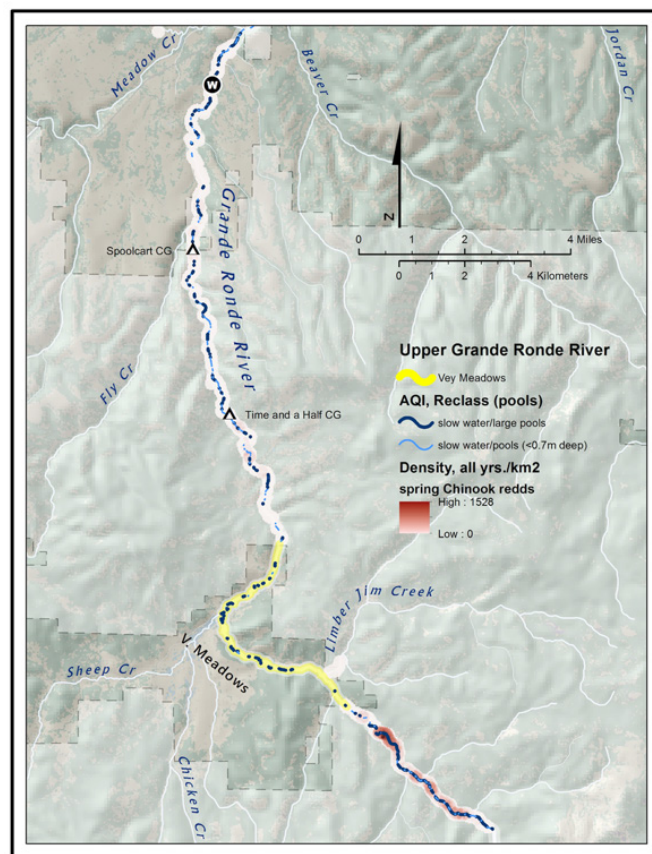 Meadow Cr
W
Beaver Cr
Jordan Cr
Z
0 1 2 4 Miles
0 1 2 4 Kilometers
Grande Ronde River
Spoolcart CG
Fly Cr
Time and a Half CG
Upper Grande Ronde River
Vey Meadows
AQI, Reclass (pools)
slow water/large pools
slow water/pools (<0.7m deep)
Density, all yrs./km2
spring Chinook redds
High : 1528
Low : 0
Limber Jim Creek
V. Meadows
Sheep Cr
Chicken Cr